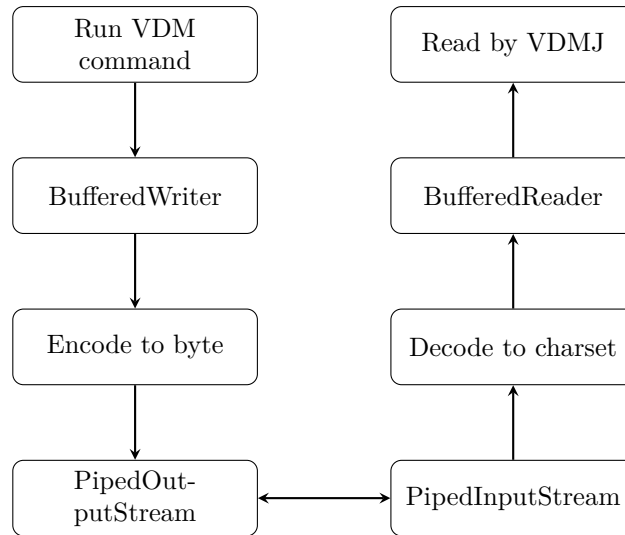 Run VDM
command
BufferedWriter
Encode to byte
PipedOut-
putStream
PipedInputStream
Decode to charset
BufferedReader
Read by VDMJ